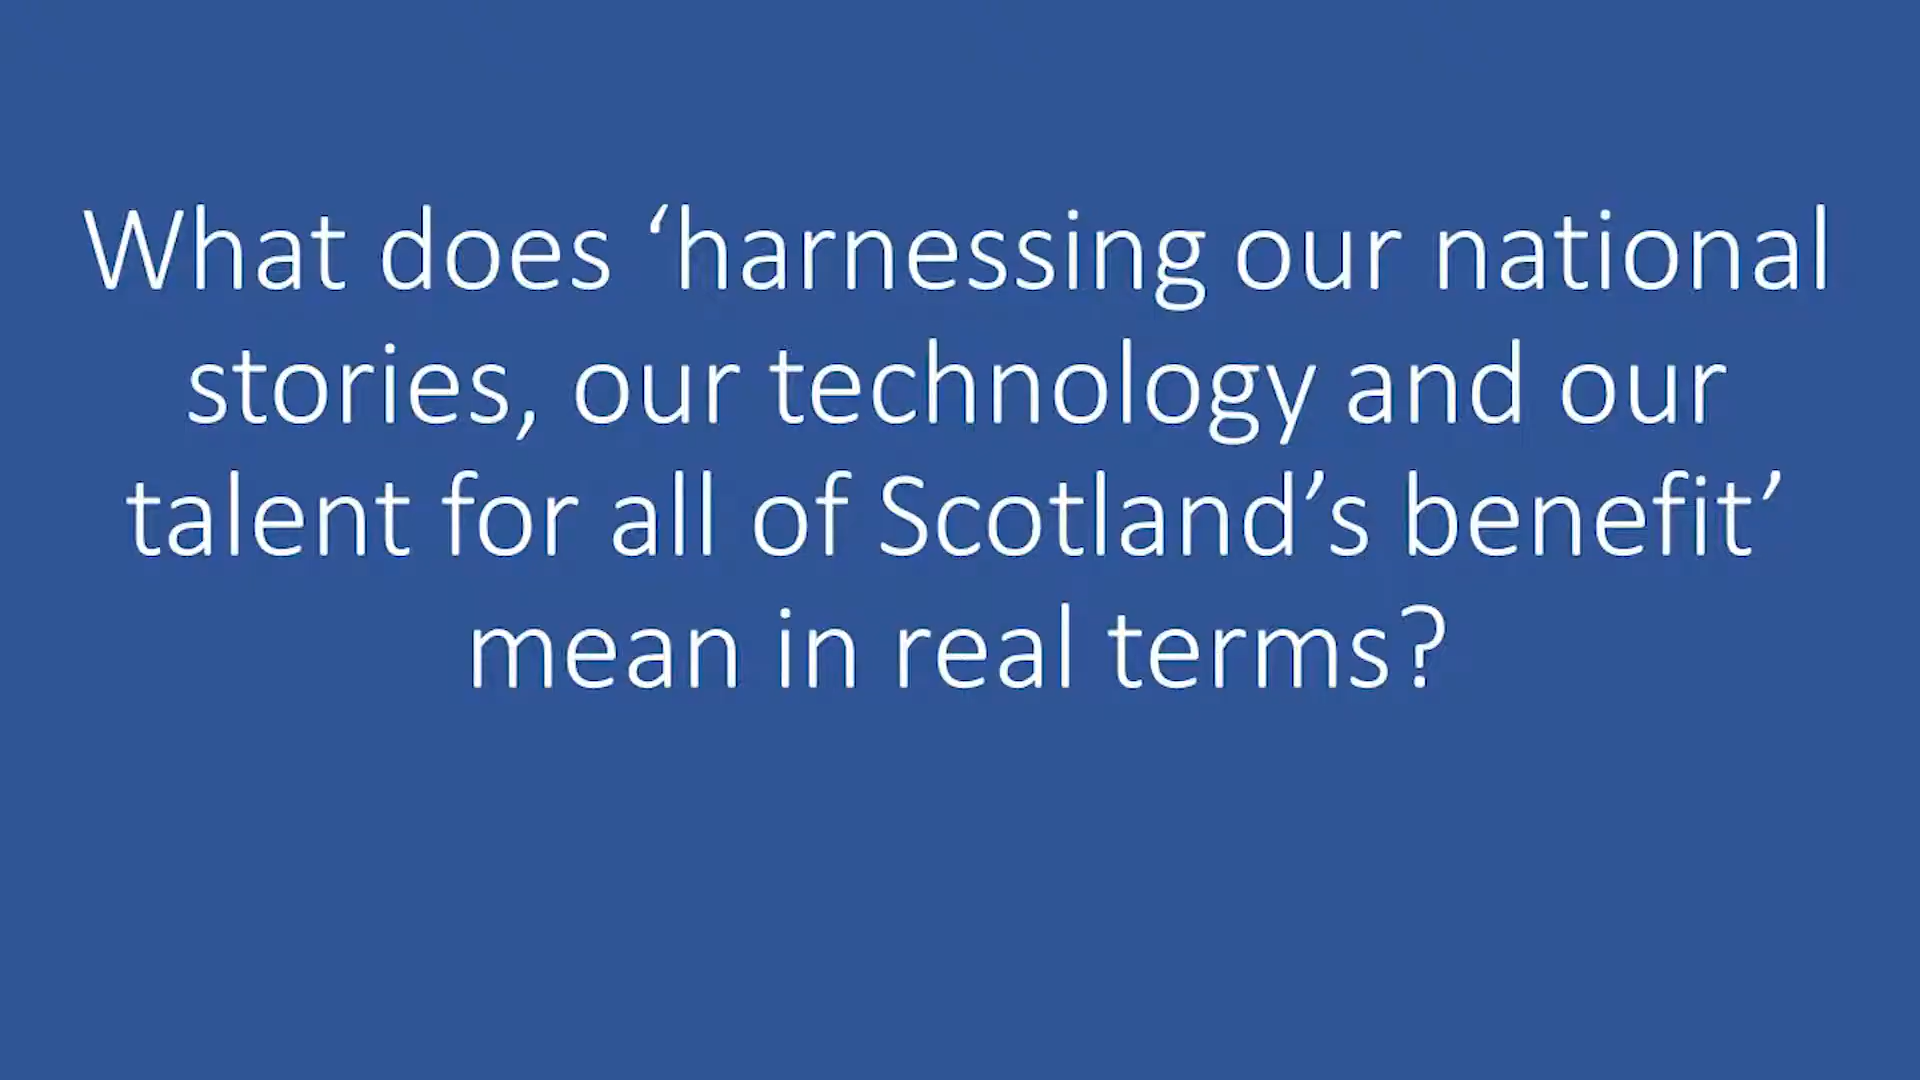 What does ‘harnessing our national
stories, our technology and our
talent for all of Scotland’s benefit’
mean in real terms?